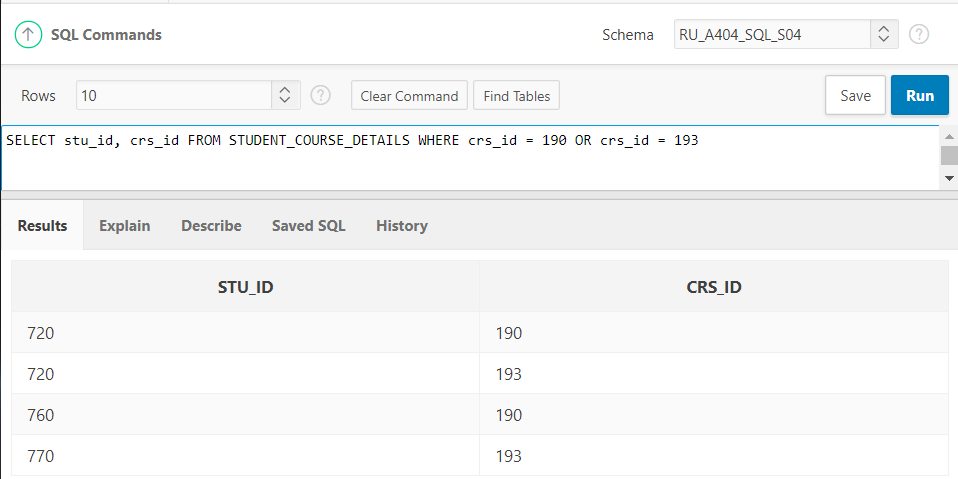 SQL Commands Schema RU_A404_SQL_S04 ?
Rows 10 ? Clear Command Find Tables Save Run
SELECT stu_id, crs_id FROM STUDENT_COURSE_DETAILS WHERE crs_id = 190 OR crs_id = 193
Results Explain Describe Saved SQL History
STU_ID CRS_ID
720 190
720 193
760 190
770 193